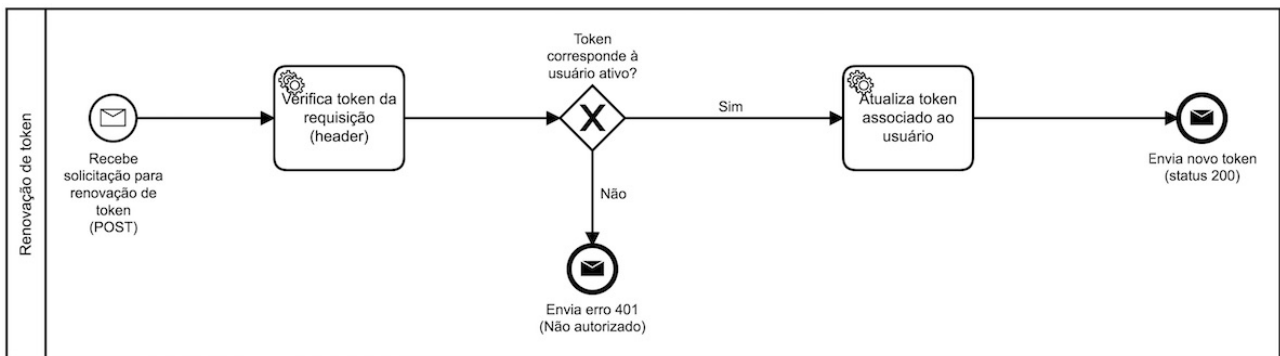 Renovação de token
Recebe
solicitação para
renovação de
token
(POST)
Verifica token da
requisição
(header)
Token
corresponde à
usuário ativo?
Sim
Não
Envia erro 401
(Não autorizado)
Atualiza token
associado ao
usuário
Envia novo token
(status 200)